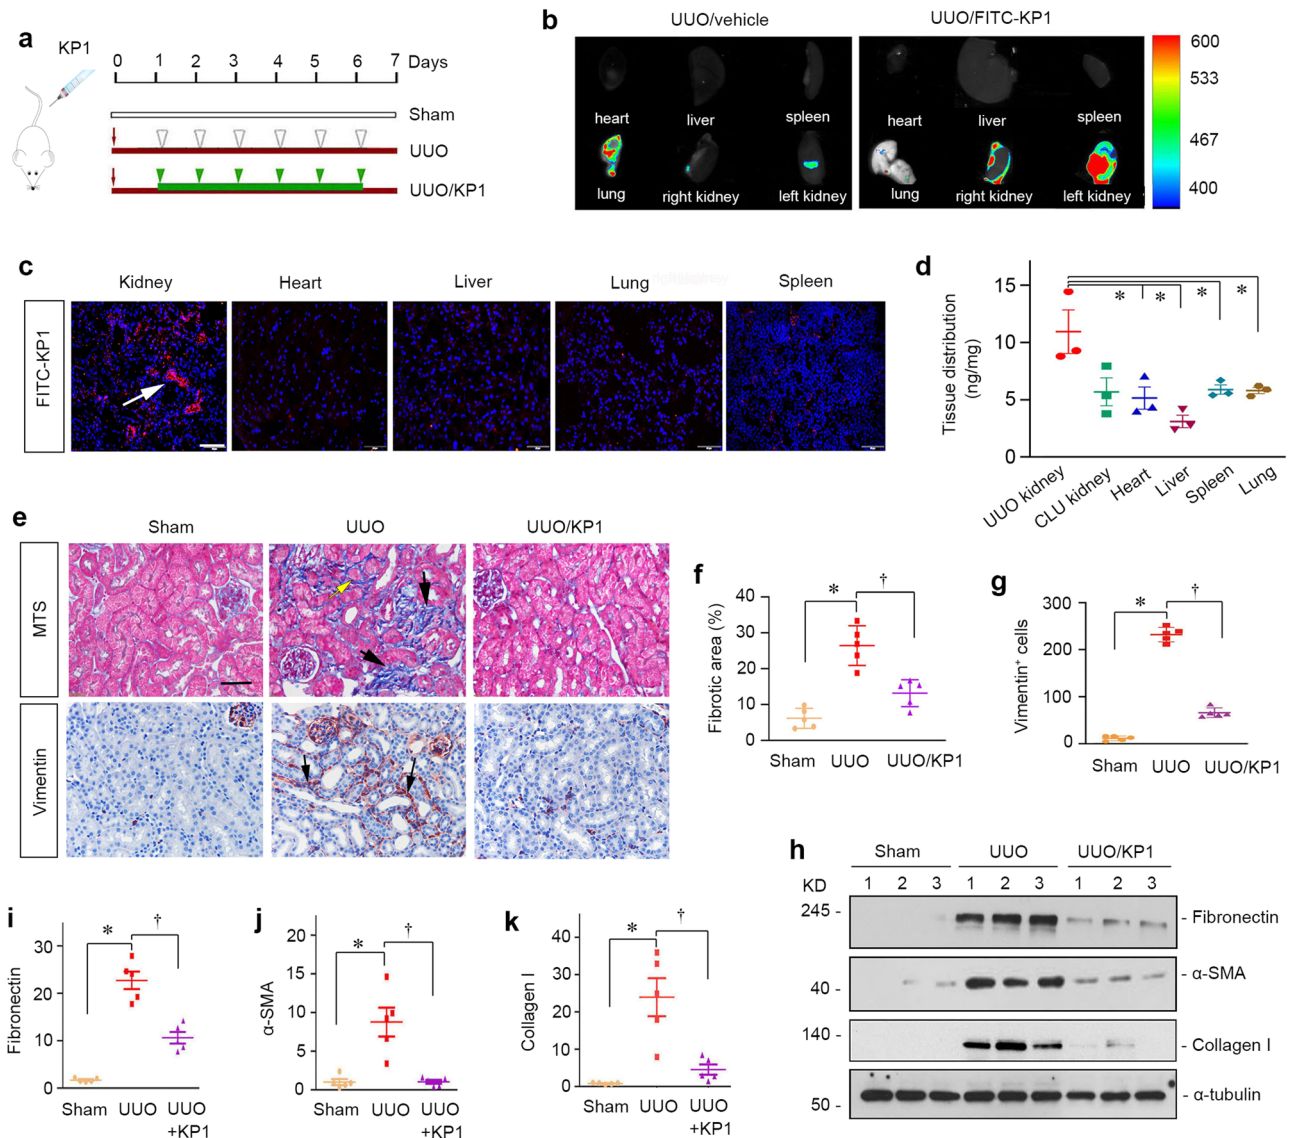 a
KP1
0 1 2 3 4 5 6 7 Days
Sham
UUO
UUO/KP1
b
UUO/vehicle
UUO/FITC-KP1
heart liver spleen
lung right kidney left kidney
heart liver spleen
lung right kidney left kidney
600
533
467
400
c
Kidney Heart Liver Lung Spleen
FITC-KP1
d
Tissue distribution
(ng/mg)
15
10
5
0
* * * *
UUO kidney
CLU kidney
Heart
Liver
Spleen
Lung
e
Sham UUO UUO/KP1
MTS
Vimentin
f
Fibrotic area (%)
40
30
20
10
0
* †
Sham UUO UUO/KP1
g
Vimentin+ cells
300
200
100
0
* †
Sham UUO UUO/KP1
h
Sham UUO UUO/KP1
KD 1 2 3 1 2 3 1 2 3
245 - - Fibronectin
40 - - α-SMA
140 - - Collagen I
50 - - α-tubulin
i
Fibronectin
30
20
10
0
* †
Sham UUO UUO
+KP1
j
α-SMA
20
15
10
5
0
* †
Sham UUO UUO
+KP1
k
Collagen I
40
30
20
10
0
* †
Sham UUO UUO
+KP1